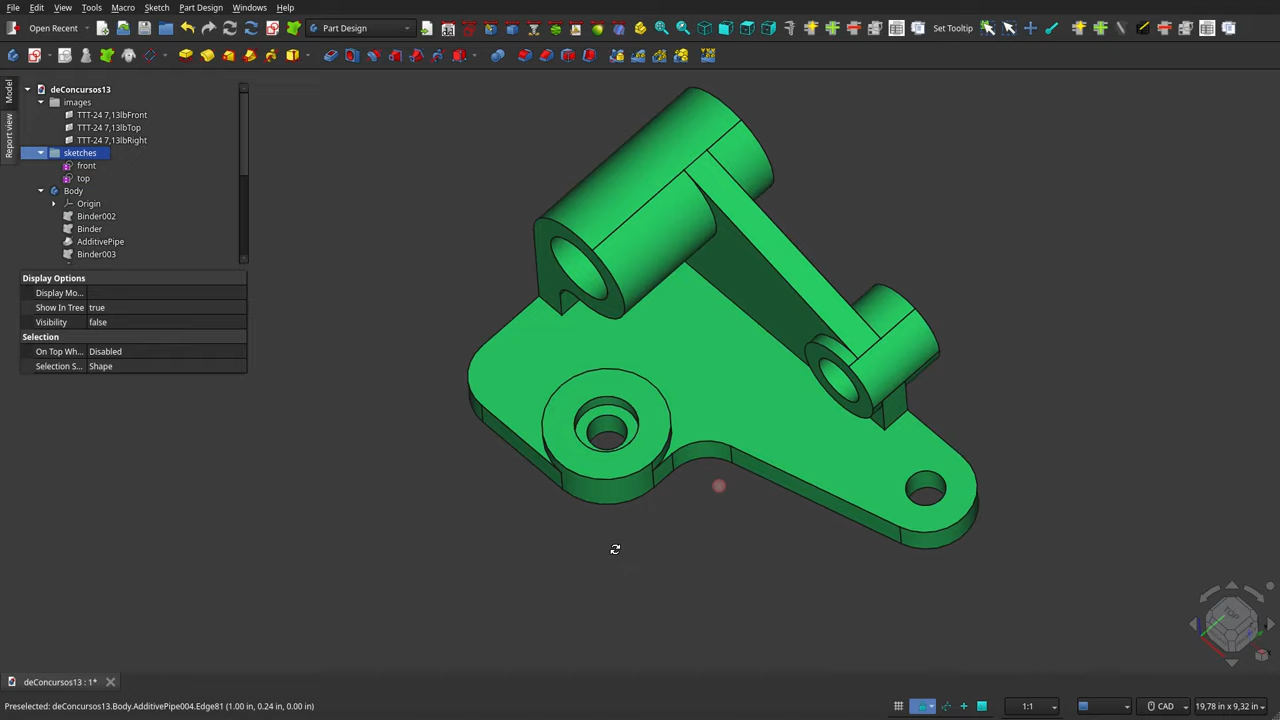 File Edit View Tools Macro Sketch Part Design Windows Help
Open Recent Part Design Set Tooltip
Model
Report view
deConcursos13
images
TTT-24 7,13lbFront
TTT-24 7,13lbTop
TTT-24 7,13lbRight
sketches
front
top
Body
Origin
Binder002
Binder
AdditivePipe
Binder003
Display Options
Display Mo...
Show In Tree true
Visibility false
Selection
On Top Wh... Disabled
Selection S... Shape
TOP
deConcursos13 : 1*
Preselected: deConcursos13.Body.AdditivePipe004.Edge81 (1.00 in, 0.24 in, 0.00 in)
1:1
CAD
19,78 in x 9,32 in